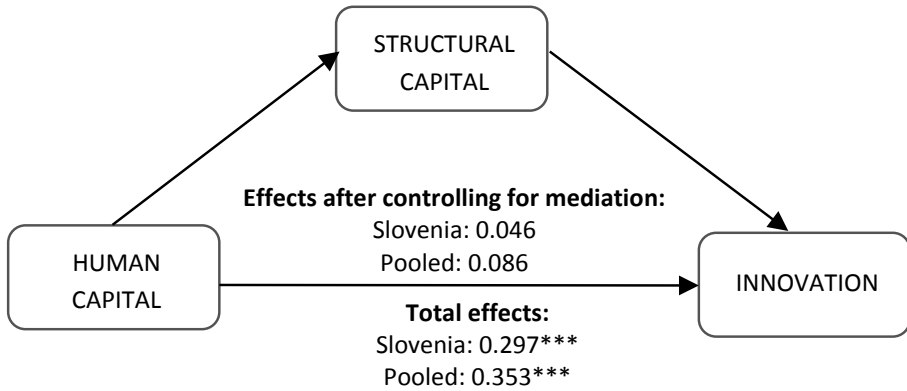 STRUCTURAL
CAPITAL
Effects after controlling for mediation:
Slovenia: 0.046
Pooled: 0.086
HUMAN
CAPITAL
INNOVATION
Total effects:
Slovenia: 0.297***
Pooled: 0.353***